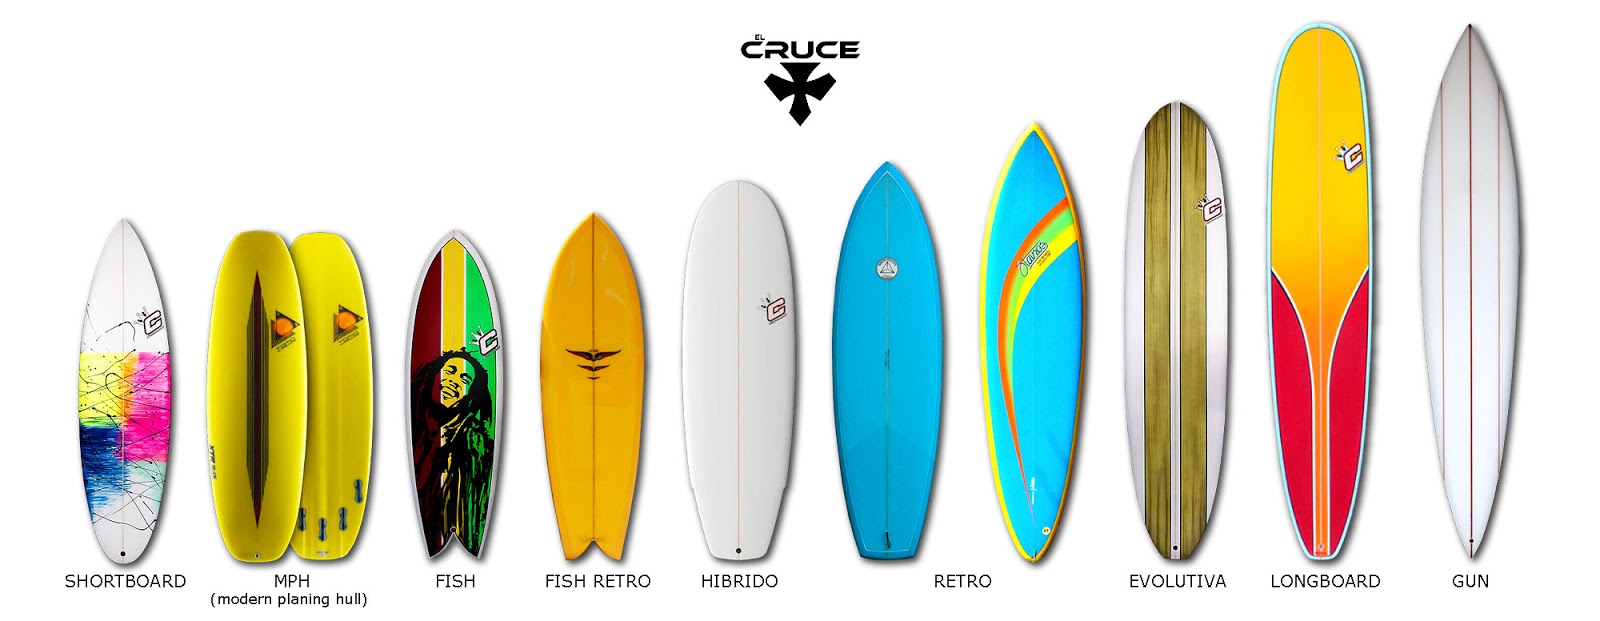 EL
CRUCE
SHORTBOARD
MPH
(modern planing hull)
FISH
FISH RETRO
HIBRIDO
RETRO
EVOLUTIVA
LONGBOARD
GUN